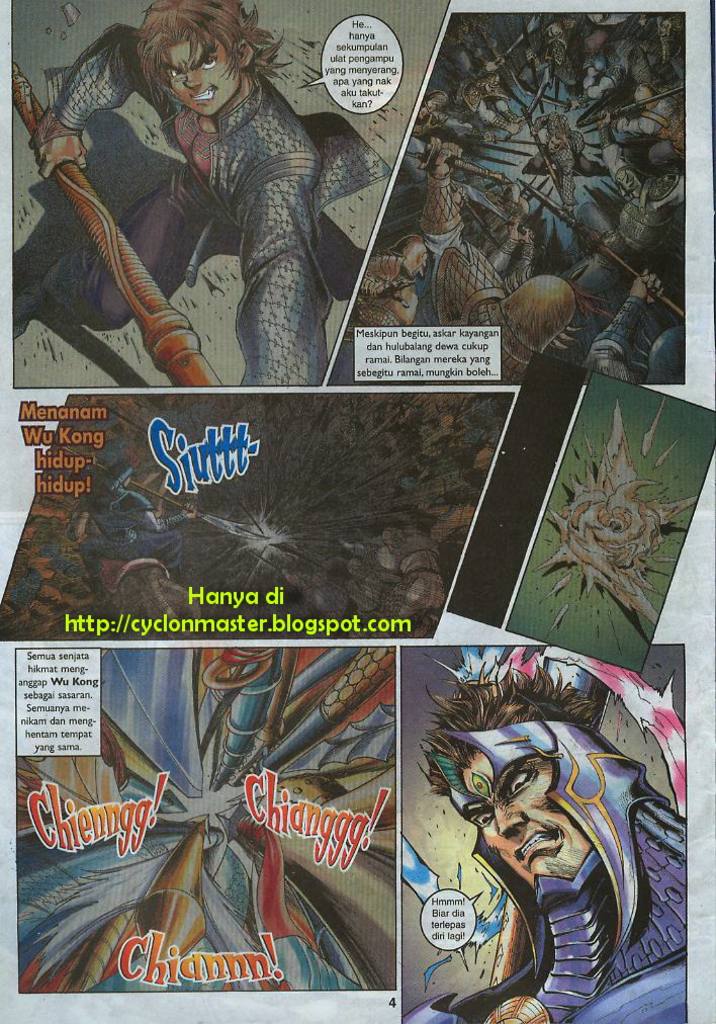 He...
hanya
sekumpulan
ulat pengampu
yang menyerang,
apa yang nak
aku takut-
kan?
Meskipun begitu, askar kayangan
dan hulubalang dewa cukup
ramai. Bilangan mereka yang
sebegitu ramai, mungkin boleh...
Menanam
Wu Kong
hidup-
hidup!
Siuttt-
Hanya di
http://cyclonmaster.blogspot.com
Semua senjata
hikmat meng-
anggap Wu Kong
sebagai sasaran.
Semuanya me-
nikam dan meng-
hentam tempat
yang sama.
Chienngg!
Chianggg!
Chiannn!
Hmmm!
Biar dia
terlepas
diri lagi!
4